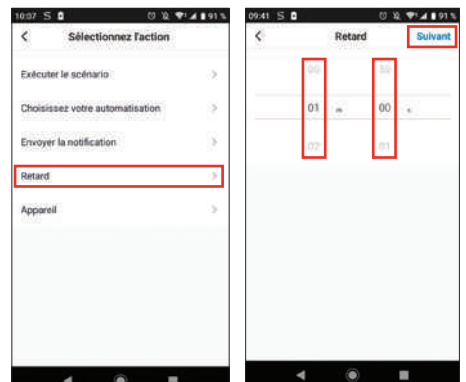 10:07 S 91 %
Sélectionnez l'action
Exécuter le scénario
Choisissez votre automatisation
Envoyer la notification
Retard
Appareil
09:41 S 91 %
Retard Suivant
00 59
01 m 00 s
02 01